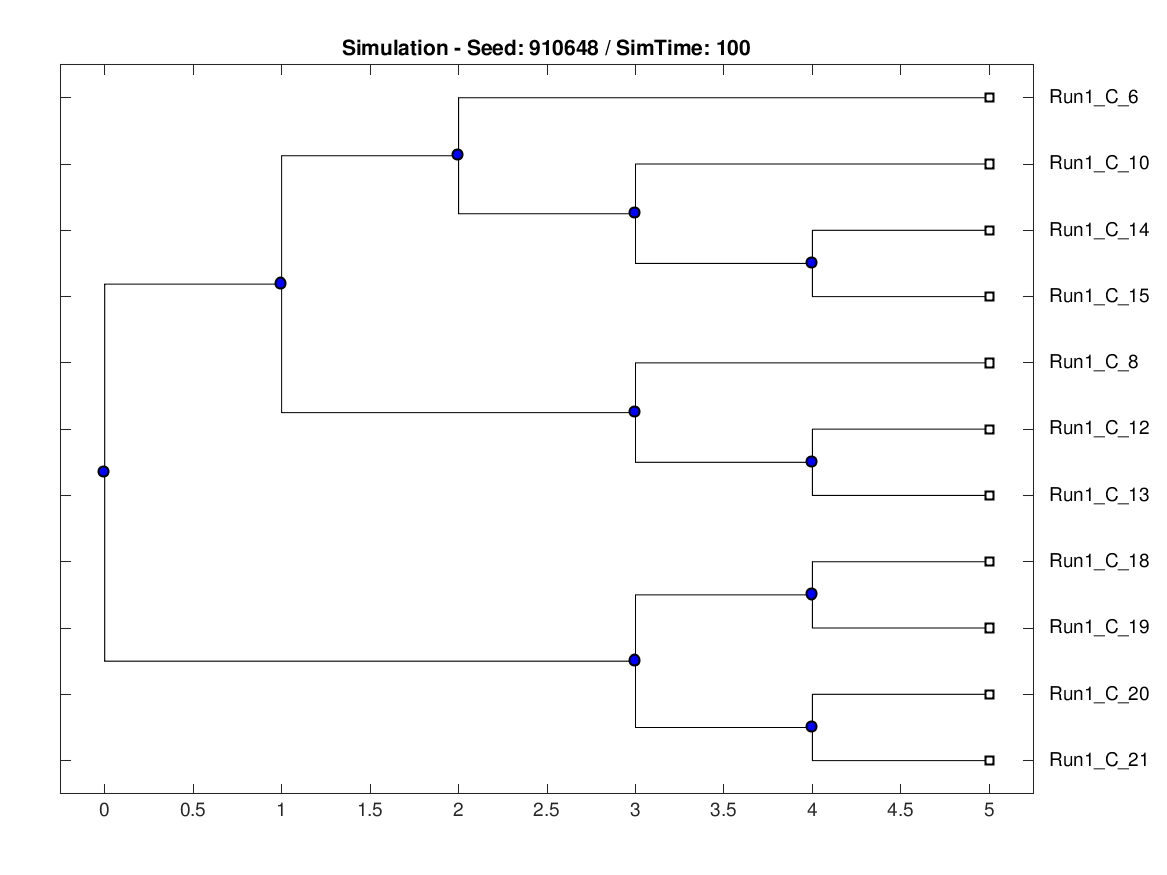 Simulation - Seed: 910648 / SimTime: 100
Run1_C_6
Run1_C_10
Run1_C_14
Run1_C_15
Run1_C_8
Run1_C_12
Run1_C_13
Run1_C_18
Run1_C_19
Run1_C_20
Run1_C_21
0 0.5 1 1.5 2 2.5 3 3.5 4 4.5 5